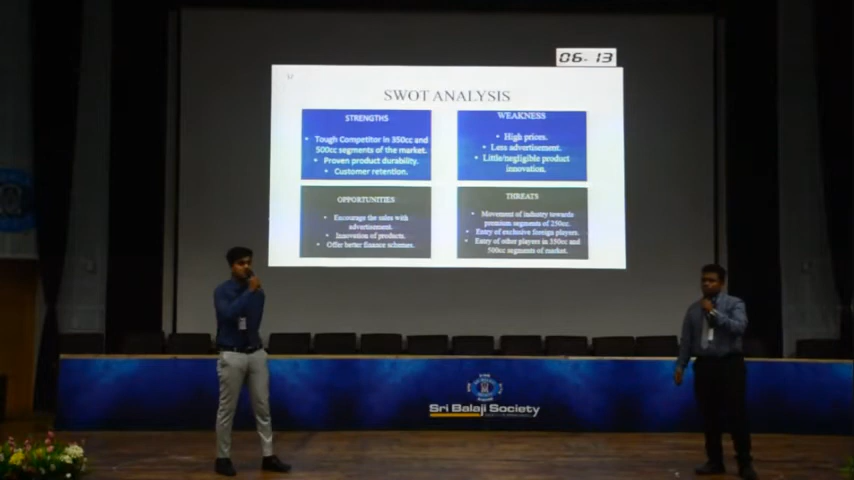 06- 13
SWOT ANALYSIS
STRENGTHS
• Tough Competitor in 350cc and
500cc segments of the market.
• Proven product durability.
• Customer retention.
WEAKNESS
• High prices.
• Less advertisement.
• Little/negligible product
innovation.
OPPORTUNITIES
• Encourage the sales with
advertisement.
• Innovation of products.
• Offer better finance schemes.
THREATS
• Movement of industry towards
premium segments of 250cc.
• Entry of exclusive foreign players.
• Entry of other players in 350cc and
500cc segments of market.
Sri Balaji Society